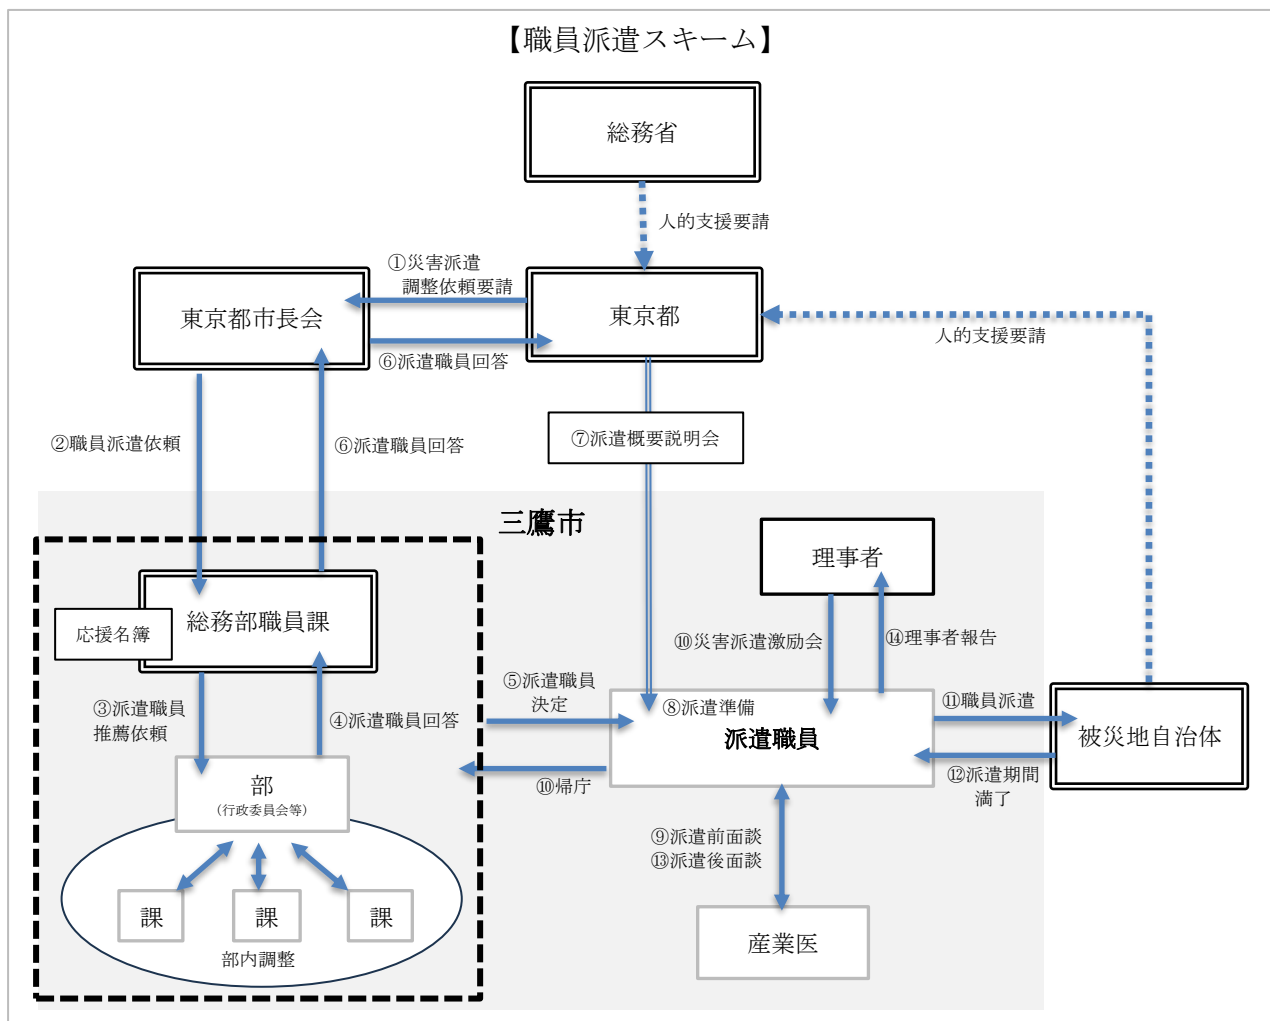 【職員派遣スキーム】
総務省
人的支援要請
①災害派遣
調整依頼要請
東京都市長会
東京都
人的支援要請
⑥派遣職員回答
②職員派遣依頼
⑥派遣職員回答
⑦派遣概要説明会
三鷹市
理事者
総務部職員課
応援名簿
⑩災害派遣激励会
⑭理事者報告
⑤派遣職員
決定
③派遣職員
推薦依頼
④派遣職員回答
⑧派遣準備
派遣職員
⑪職員派遣
被災地自治体
⑫派遣期間
満了
⑩帰庁
部
（行政委員会等）
⑨派遣前面談
⑬派遣後面談
課
課
課
部内調整
産業医